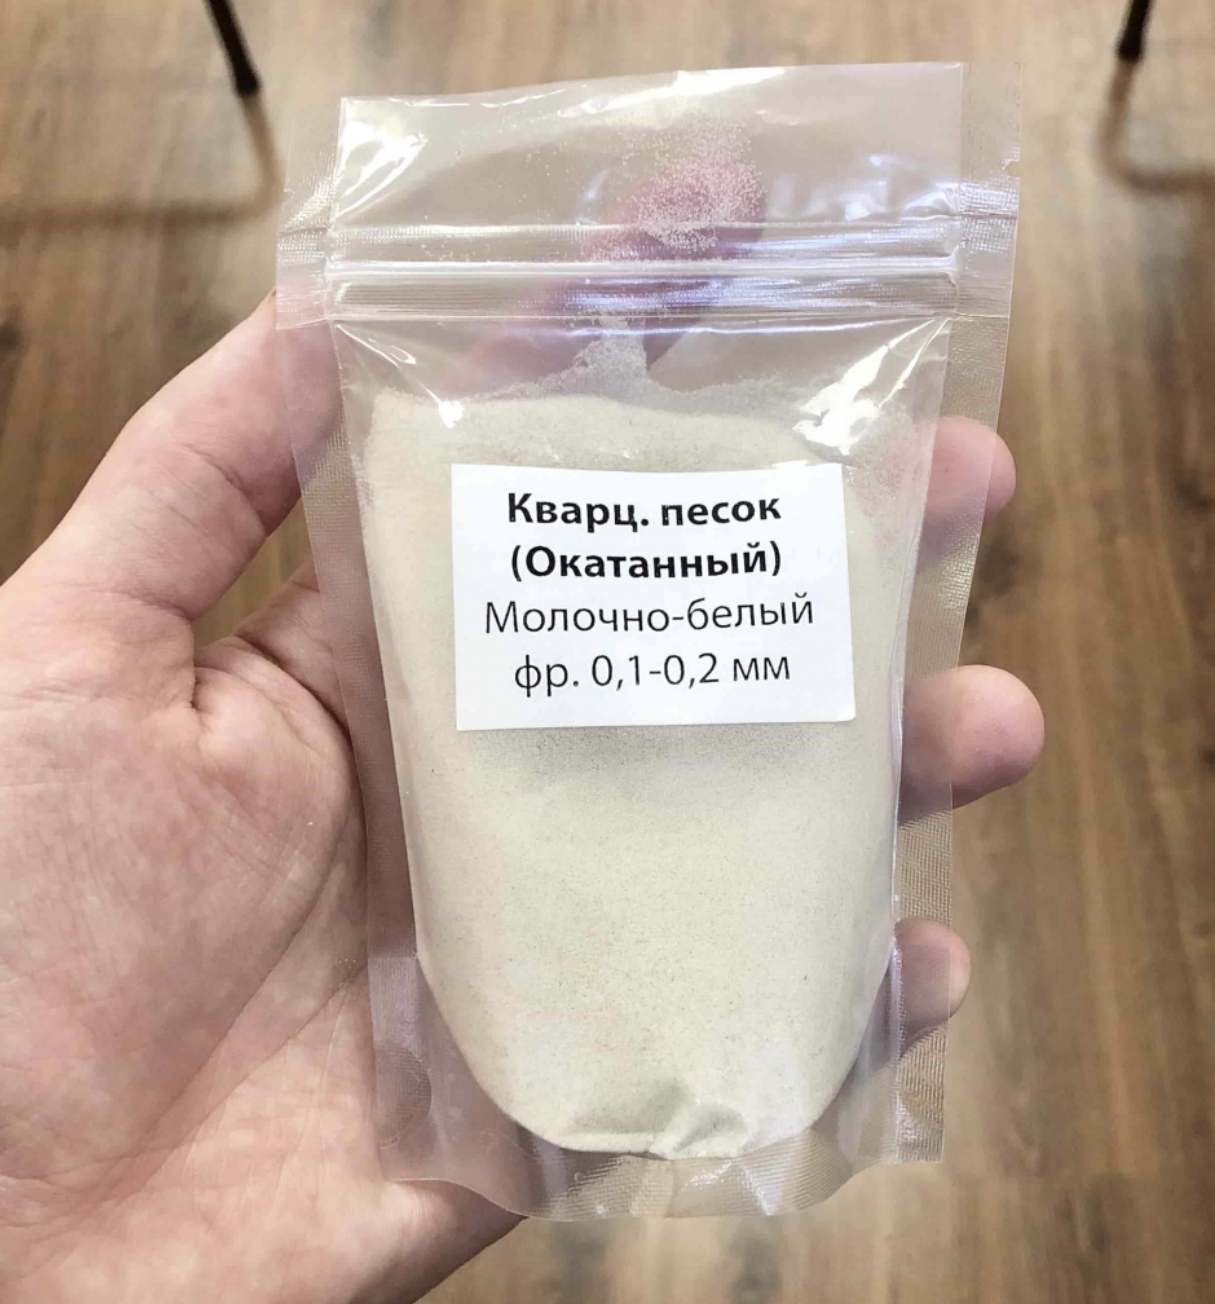 Кварц. песок
(Окатанный)
Молочно-белый
фр. 0,1-0,2 мм